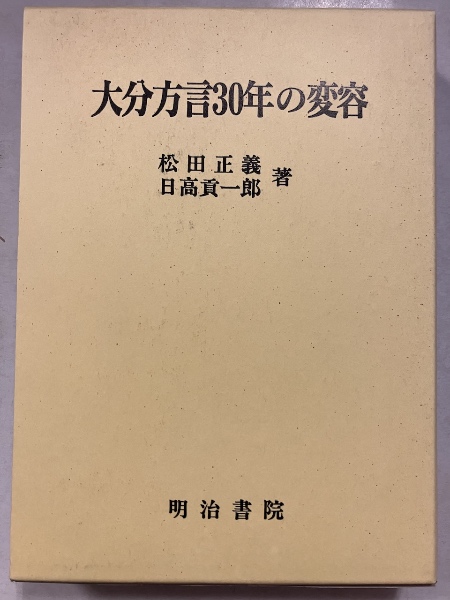 大分方言30年の変容
松田正義
日高貢一郎
著
明治書院